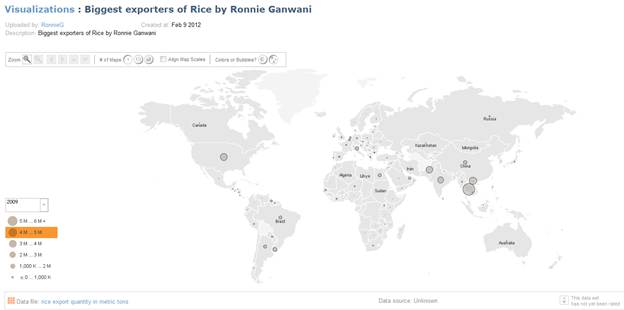 Visualizations : Biggest exporters of Rice by Ronnie Ganwani
Uploaded by: RonnieG Created at: Feb 9 2012
Description: Biggest exporters of Rice by Ronnie Ganwani
Zoom # of Maps Align Map Scales Colors or Bubbles?
Canada
Russia
Kazakhstan
Mongolia
China
Iran
Algeria
Libya
Sudan
Brazil
Australia
2009
5 M ... 6 M +
4 M ... 5 M
3 M ... 4 M
2 M ... 3 M
1,000 K ... 2 M
≤ 0 ... 1,000 K
Data file: rice export quantity in metric tons Data source: Unknown This data set
has not yet been rated